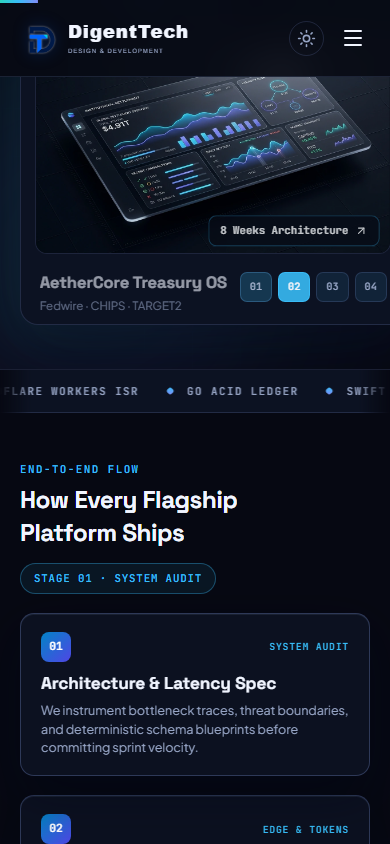 DigentTech
DESIGN & DEVELOPMENT
$4.91T
8 Weeks Architecture
AetherCore Treasury OS
01 02 03 04
Fedwire · CHIPS · TARGET2
FLARE WORKERS ISR
GO ACID LEDGER
SWIFT
END-TO-END FLOW
How Every Flagship
Platform Ships
STAGE 01 · SYSTEM AUDIT
01
SYSTEM AUDIT
Architecture & Latency Spec
We instrument bottleneck traces, threat boundaries,
and deterministic schema blueprints before
committing sprint velocity.
02
EDGE & TOKENS